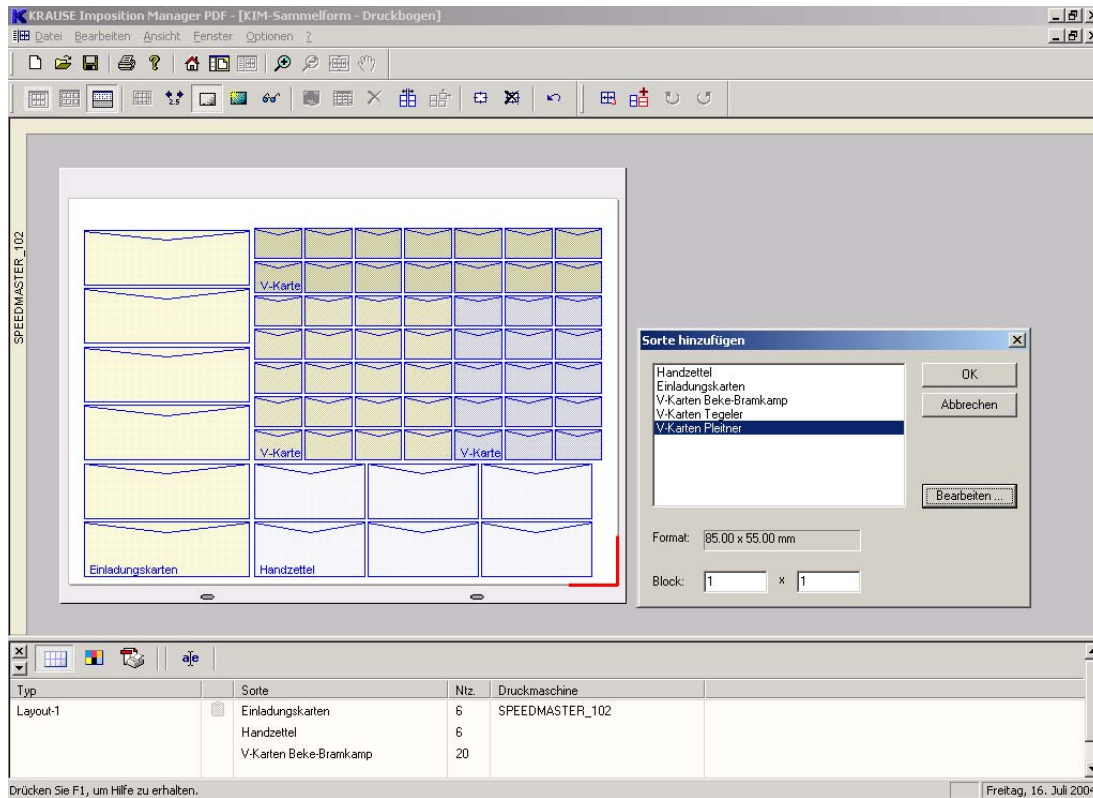 KRAUSE Imposition Manager PDF - [KIM-Sammelform - Druckbogen]
Datei Bearbeiten Ansicht Fenster Optionen ?
2.5
SPEEDMASTER_102
V-Karte
V-Karte V-Karte
Einladungskarten Handzettel
Sorte hinzufügen
Handzettel
Einladungskarten
V-Karten Beke-Bramkamp
V-Karten Tegeler
V-Karten Pleitner
OK
Abbrechen
Bearbeiten ...
Format: 85.00 x 55.00 mm
Block: 1 x 1
a|e
Typ Sorte Ntz. Druckmaschine
Layout-1 Einladungskarten 6 SPEEDMASTER_102
Handzettel 6
V-Karten Beke-Bramkamp 20
Drücken Sie F1, um Hilfe zu erhalten. Freitag, 16. Juli 2004